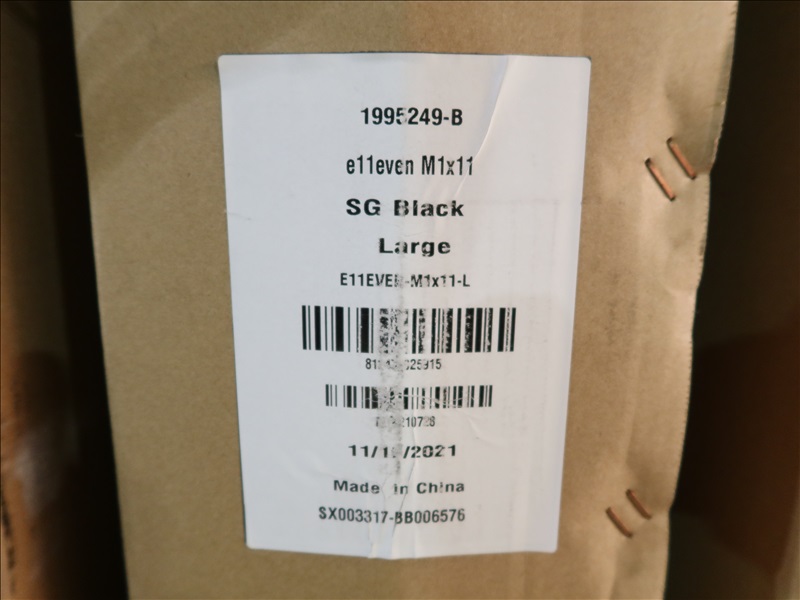 1995249-B
e11even M1x11
SG Black
Large
E11EVEN-M1x11-L
Made in China
SX003317-BB006576